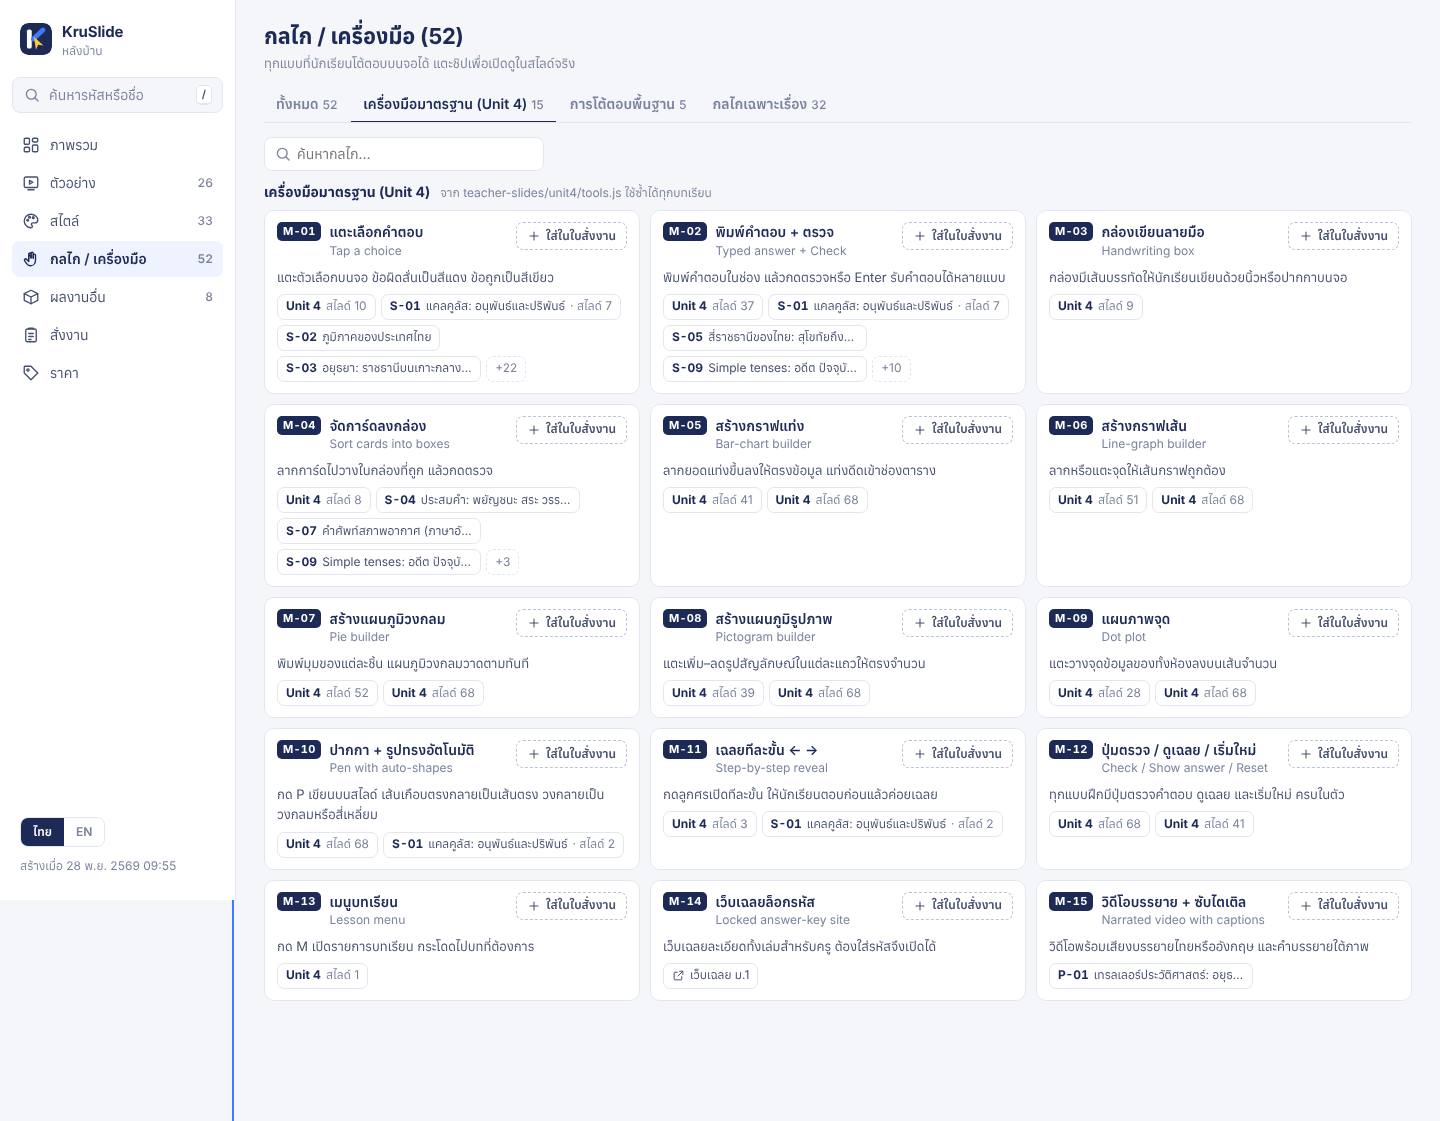 KruSlide
หลังบ้าน
ค้นหารหัสหรือชื่อ /
ภาพรวม
ตัวอย่าง 26
สไตล์ 33
กลไก / เครื่องมือ 52
ผลงานอื่น 8
สั่งงาน
ราคา
ไทย EN
สร้างเมื่อ 28 พ.ย. 2569 09:55
กลไก / เครื่องมือ (52)
ทุกแบบที่นักเรียนโต้ตอบบนจอได้ แตะชิปเพื่อเปิดดูในสไลด์จริง
ทั้งหมด 52 เครื่องมือมาตรฐาน (Unit 4) 15 การโต้ตอบพื้นฐาน 5 กลไกเฉพาะเรื่อง 32
ค้นหากลไก...
เครื่องมือมาตรฐาน (Unit 4) จาก teacher-slides/unit4/tools.js ใช้ซ้ำได้ทุกบทเรียน
M-01 แตะเลือกคำตอบ + ใส่ในใบสั่งงาน
Tap a choice
แตะตัวเลือกบนจอ ข้อผิดสั่นเป็นสีแดง ข้อถูกเป็นสีเขียว
Unit 4 สไลด์ 10 S-01 แคลคูลัส: อนุพันธ์และปริพันธ์ · สไลด์ 7
S-02 ภูมิภาคของประเทศไทย
S-03 อยุธยา: ราชธานีบนเกาะกลาง... +22
M-02 พิมพ์คำตอบ + ตรวจ + ใส่ในใบสั่งงาน
Typed answer + Check
พิมพ์คำตอบในช่อง แล้วกดตรวจหรือ Enter รับคำตอบได้หลายแบบ
Unit 4 สไลด์ 37 S-01 แคลคูลัส: อนุพันธ์และปริพันธ์ · สไลด์ 7
S-05 สี่ราชธานีของไทย: สุโขทัยถึง...
S-09 Simple tenses: อดีต ปัจจุบั... +10
M-03 กล่องเขียนลายมือ + ใส่ในใบสั่งงาน
Handwriting box
กล่องมีเส้นบรรทัดให้นักเรียนเขียนด้วยนิ้วหรือปากกาบนจอ
Unit 4 สไลด์ 9
M-04 จัดการ์ดลงกล่อง + ใส่ในใบสั่งงาน
Sort cards into boxes
ลากการ์ดไปวางในกล่องที่ถูก แล้วกดตรวจ
Unit 4 สไลด์ 8 S-04 ประสมคำ: พยัญชนะ สระ วรร...
S-07 คำศัพท์สภาพอากาศ (ภาษาอั...
S-09 Simple tenses: อดีต ปัจจุบั... +3
M-05 สร้างกราฟแท่ง + ใส่ในใบสั่งงาน
Bar-chart builder
ลากยอดแท่งขึ้นลงให้ตรงข้อมูล แท่งดีดเข้าช่องตาราง
Unit 4 สไลด์ 41 Unit 4 สไลด์ 68
M-06 สร้างกราฟเส้น + ใส่ในใบสั่งงาน
Line-graph builder
ลากหรือแตะจุดให้เส้นกราฟถูกต้อง
Unit 4 สไลด์ 51 Unit 4 สไลด์ 68
M-07 สร้างแผนภูมิวงกลม + ใส่ในใบสั่งงาน
Pie builder
พิมพ์มุมของแต่ละชิ้น แผนภูมิวงกลมวาดตามทันที
Unit 4 สไลด์ 52 Unit 4 สไลด์ 68
M-08 สร้างแผนภูมิรูปภาพ + ใส่ในใบสั่งงาน
Pictogram builder
แตะเพิ่ม–ลดรูปสัญลักษณ์ในแต่ละแถวให้ตรงจำนวน
Unit 4 สไลด์ 39 Unit 4 สไลด์ 68
M-09 แผนภาพจุด + ใส่ในใบสั่งงาน
Dot plot
แตะวางจุดข้อมูลของทั้งห้องลงบนเส้นจำนวน
Unit 4 สไลด์ 28 Unit 4 สไลด์ 68
M-10 ปากกา + รูปทรงอัตโนมัติ + ใส่ในใบสั่งงาน
Pen with auto-shapes
กด P เขียนบนสไลด์ เส้นเกือบตรงกลายเป็นเส้นตรง วงกลายเป็น
วงกลมหรือสี่เหลี่ยม
Unit 4 สไลด์ 68 S-01 แคลคูลัส: อนุพันธ์และปริพันธ์ · สไลด์ 2
M-11 เฉลยทีละขั้น ← → + ใส่ในใบสั่งงาน
Step-by-step reveal
กดลูกศรเปิดทีละขั้น ให้นักเรียนตอบก่อนแล้วค่อยเฉลย
Unit 4 สไลด์ 3 S-01 แคลคูลัส: อนุพันธ์และปริพันธ์ · สไลด์ 2
M-12 ปุ่มตรวจ / ดูเฉลย / เริ่มใหม่ + ใส่ในใบสั่งงาน
Check / Show answer / Reset
ทุกแบบฝึกมีปุ่มตรวจคำตอบ ดูเฉลย และเริ่มใหม่ ครบในตัว
Unit 4 สไลด์ 68 Unit 4 สไลด์ 41
M-13 เมนูบทเรียน + ใส่ในใบสั่งงาน
Lesson menu
กด M เปิดรายการบทเรียน กระโดดไปบทที่ต้องการ
Unit 4 สไลด์ 1
M-14 เว็บเฉลยล็อกรหัส + ใส่ในใบสั่งงาน
Locked answer-key site
เว็บเฉลยละเอียดทั้งเล่มสำหรับครู ต้องใส่รหัสจึงเปิดได้
เว็บเฉลย ม.1
M-15 วิดีโอบรรยาย + ซับไตเติล + ใส่ในใบสั่งงาน
Narrated video with captions
วิดีโอพร้อมเสียงบรรยายไทยหรืออังกฤษ และคำบรรยายใต้ภาพ
P-01 เทรลเลอร์ประวัติศาสตร์: อยุธ...